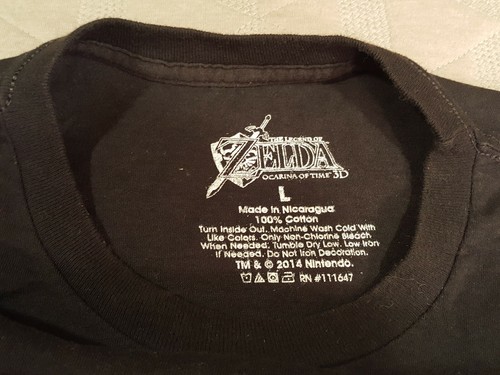 THE LEGEND OF
ZELDA
OCARINA OF TIME 3D
L
Made in Nicaragua
100% Cotton
Turn Inside Out. Machine Wash Cold With
Like Colors. Only Non-Chlorine Bleach
When Needed. Tumble Dry Low. Low Iron
If Needed. Do Not Iron Decoration.
TM & © 2014 Nintendo.
RN #111647